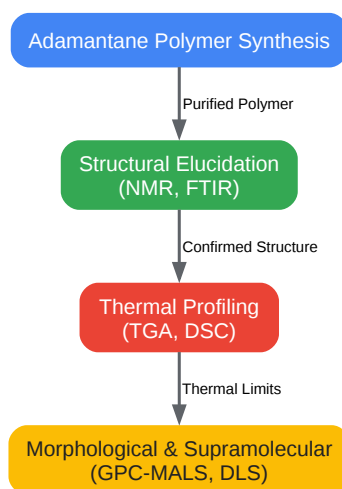 Adamantane Polymer Synthesis
Purified Polymer
Structural Elucidation
(NMR, FTIR)
Confirmed Structure
Thermal Profiling
(TGA, DSC)
Thermal Limits
Morphological & Supramolecular
(GPC-MALS, DLS)